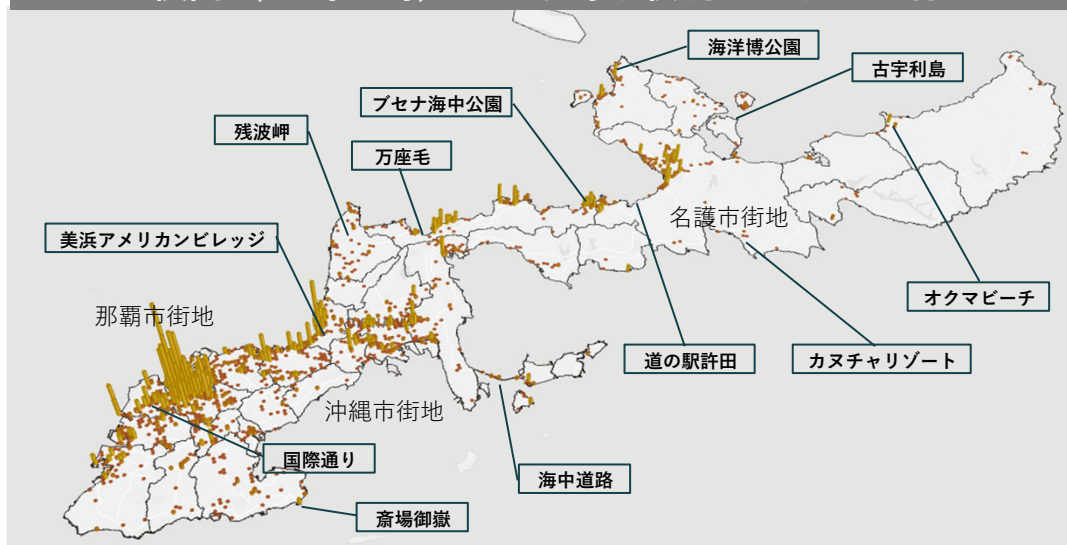 海洋博公園
古宇利島
ブセナ海中公園
残波岬
万座毛
名護市街地
美浜アメリカンビレッジ
オクマビーチ
那覇市街地
道の駅許田
カヌチャリゾート
沖縄市街地
国際通り
海中道路
斎場御嶽